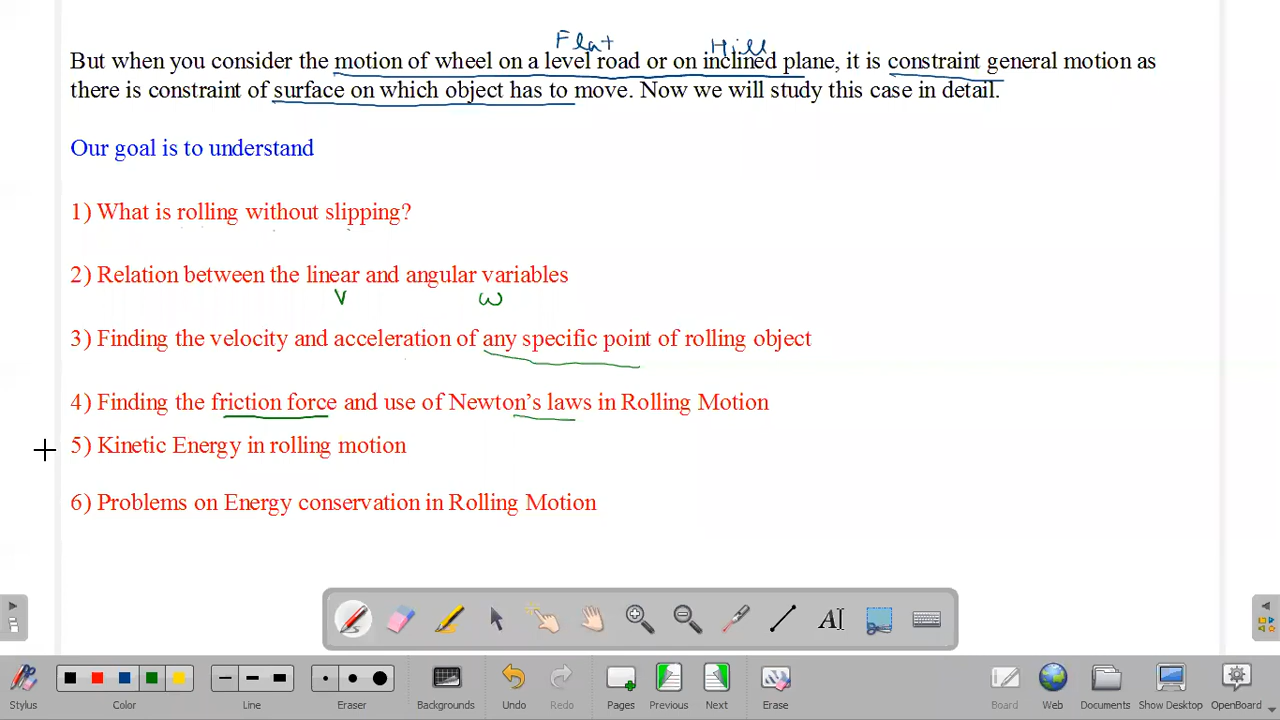 Flat Hill
But when you consider the motion of wheel on a level road or on inclined plane, it is constraint general motion as
there is constraint of surface on which object has to move. Now we will study this case in detail.
Our goal is to understand
1) What is rolling without slipping?
2) Relation between the linear and angular variables
V ω
3) Finding the velocity and acceleration of any specific point of rolling object
4) Finding the friction force and use of Newton's laws in Rolling Motion
5) Kinetic Energy in rolling motion
6) Problems on Energy conservation in Rolling Motion
Stylus Color Line Eraser Backgrounds Undo Redo Pages Previous Next Erase Board Web Documents Show Desktop OpenBoard